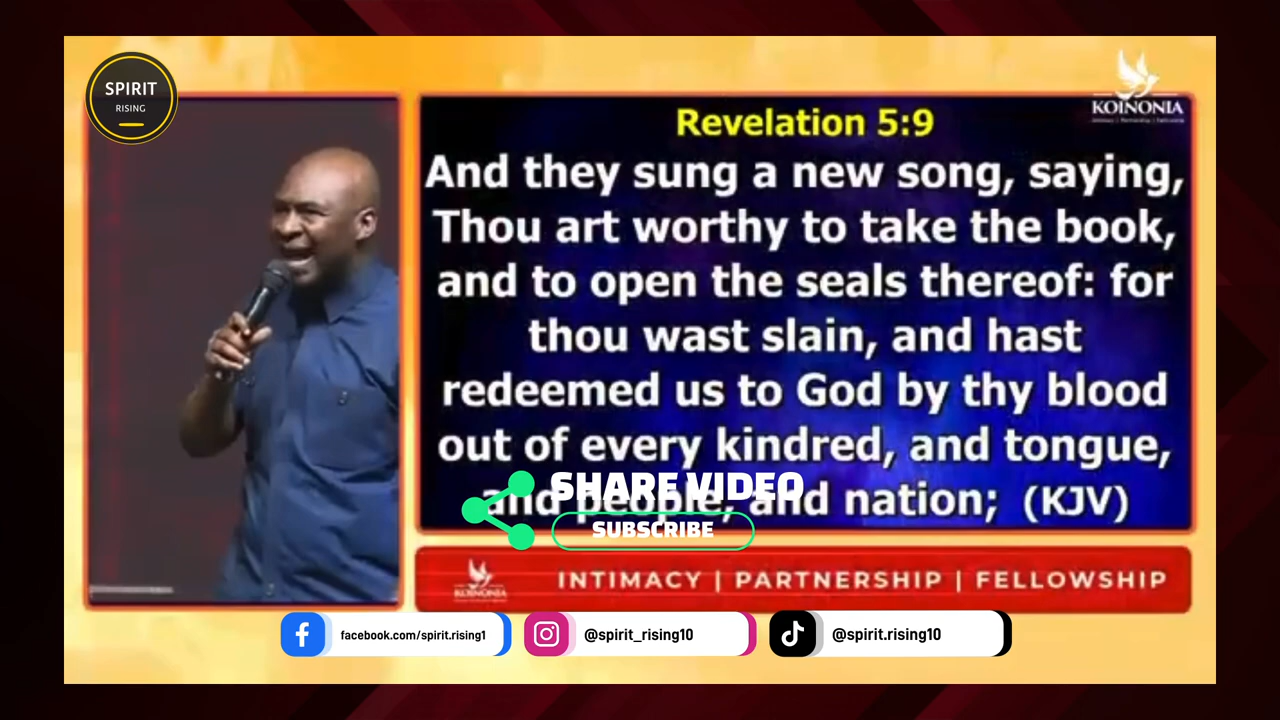 SPIRIT
RISING
KOINONIA
Revelation 5:9
And they sung a new song, saying,
Thou art worthy to take the book,
and to open the seals thereof: for
thou wast slain, and hast
redeemed us to God by thy blood
out of every kindred, and tongue,
and people, and nation; (KJV)
SHARE VIDEO
SUBSCRIBE
KOINONIA
INTIMACY | PARTNERSHIP | FELLOWSHIP
facebook.com/spirit.rising1
@spirit_rising10
@spirit.rising10